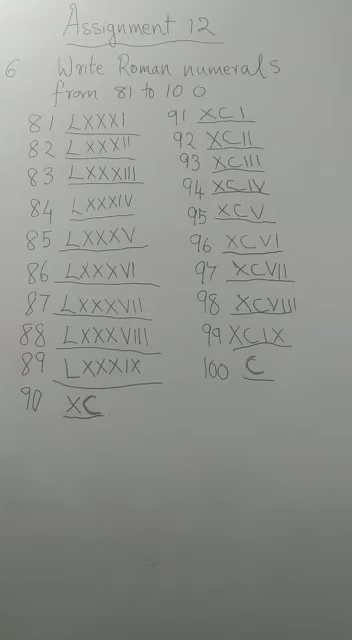 Assignment 12
6 Write Roman numerals
from 81 to 100
81 LXXXI
82 LXXXII
83 LXXXIII
84 LXXXIV
85 LXXXV
86 LXXXVI
87 LXXXVII
88 LXXXVIII
89 LXXXIX
90 XC
91 XCI
92 XCII
93 XCIII
94 XCIV
95 XCV
96 XCVI
97 XCVII
98 XCVIII
99 XCIX
100 C